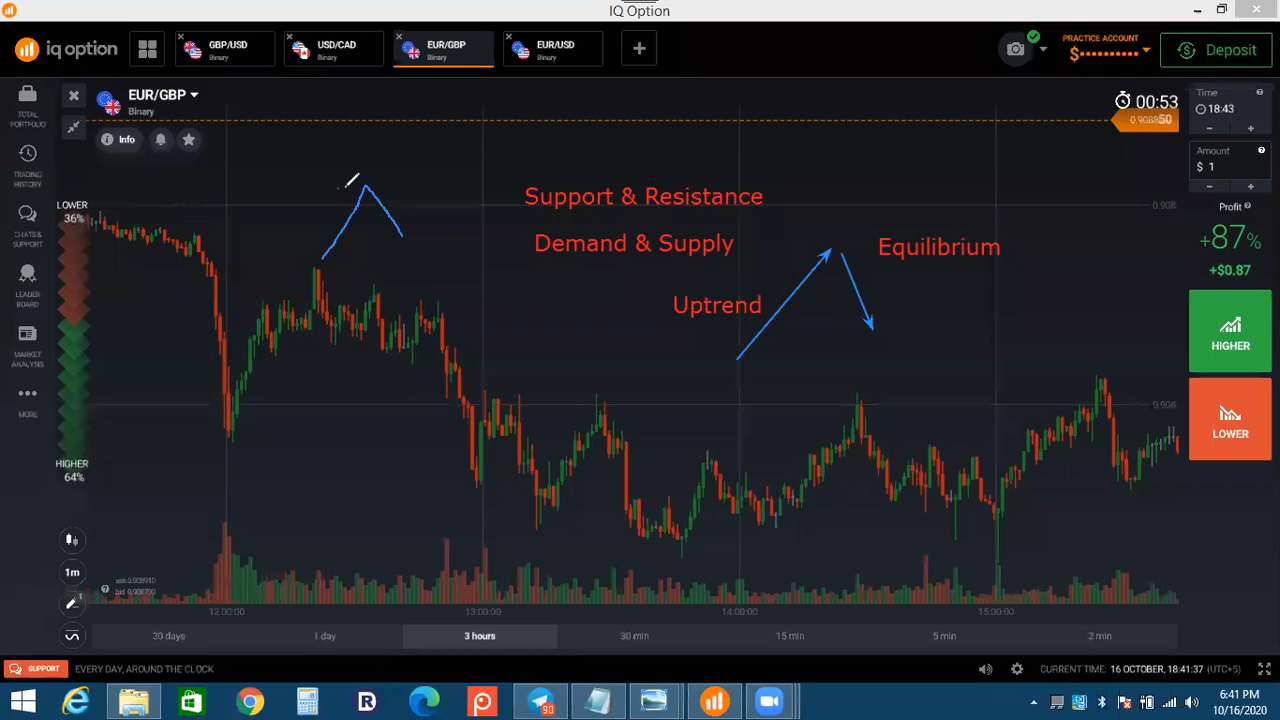 IQ Option
iq option
GBP/USD
Binary
USD/CAD
Binary
EUR/GBP
Binary
EUR/USD
Binary
PRACTICE ACCOUNT
$
Deposit
TOTAL PORTFOLIO
TRADING HISTORY
CHATS & SUPPORT
LEADER BOARD
MARKET ANALYSIS
MORE
EUR/GBP
Binary
Info
LOWER
36%
HIGHER
64%
00:53
Support & Resistance
Demand & Supply
Equilibrium
Uptrend
0.908
0.906
Time
18:43
Amount
$ 1
Profit
+87%
+$0.87
HIGHER
LOWER
1m
12:00:00
13:00:00
14:00:00
15:00:00
30 days
1 day
3 hours
30 min
15 min
5 min
2 min
SUPPORT
EVERY DAY, AROUND THE CLOCK
CURRENT TIME: 16 OCTOBER, 18:41:37 (UTC+5)
90
6:41 PM
10/16/2020